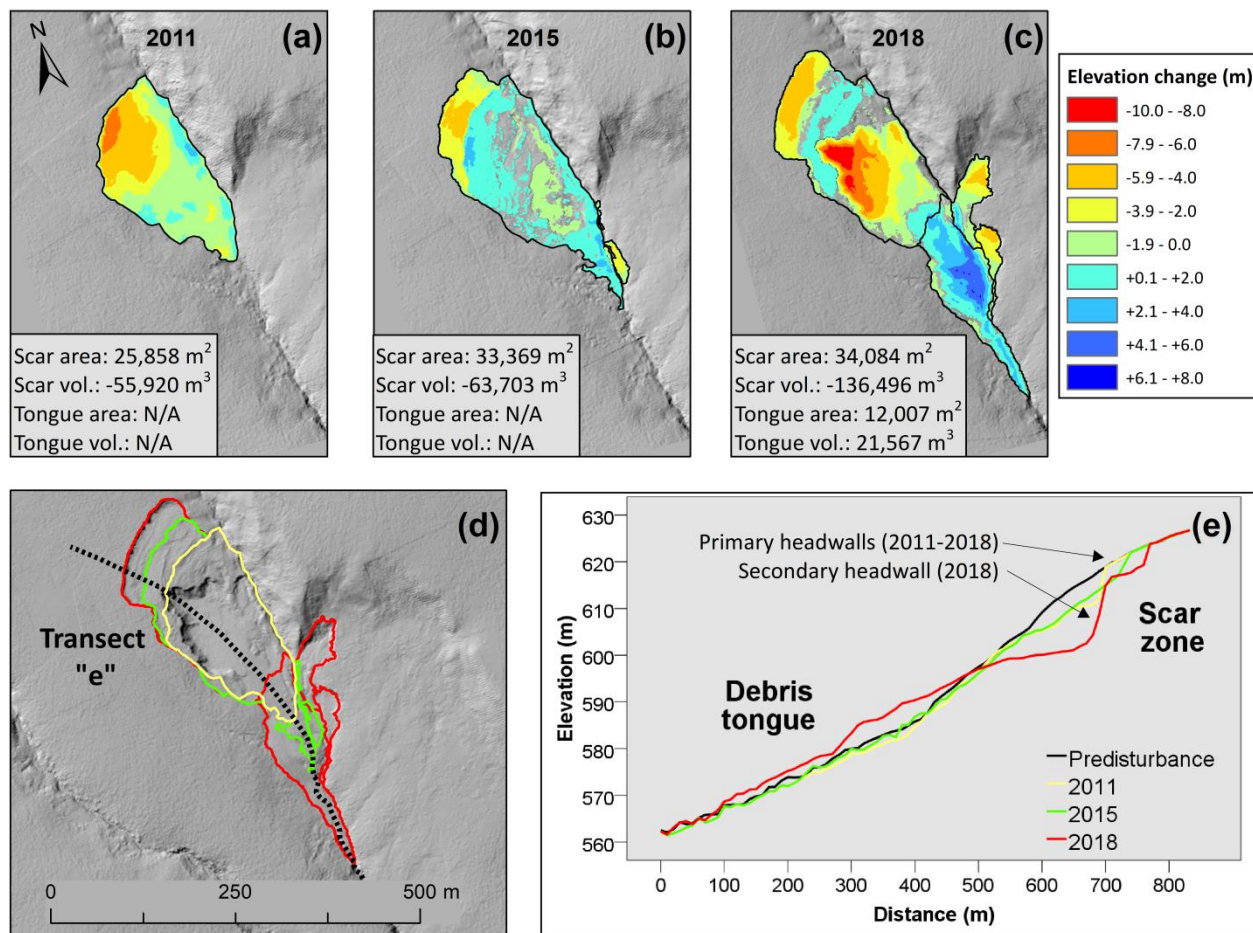 N
2011
(a)
Scar area: 25,858 m²
Scar vol.: -55,920 m³
Tongue area: N/A
Tongue vol.: N/A
2015
(b)
Scar area: 33,369 m²
Scar vol: -63,703 m³
Tongue area: N/A
Tongue vol.: N/A
2018
(c)
Scar area: 34,084 m²
Scar vol.: -136,496 m³
Tongue area: 12,007 m²
Tongue vol.: 21,567 m³
Elevation change (m)
-10.0 - -8.0
-7.9 - -6.0
-5.9 - -4.0
-3.9 - -2.0
-1.9 - 0.0
+0.1 - +2.0
+2.1 - +4.0
+4.1 - +6.0
+6.1 - +8.0
(d)
Transect
"e"
0 250 500 m
(e)
Primary headwalls (2011-2018)
Secondary headwall (2018)
Scar
zone
Debris
tongue
Predisturbance
2011
2015
2018
Elevation (m)
630
620
610
600
590
580
570
560
0 100 200 300 400 500 600 700 800
Distance (m)